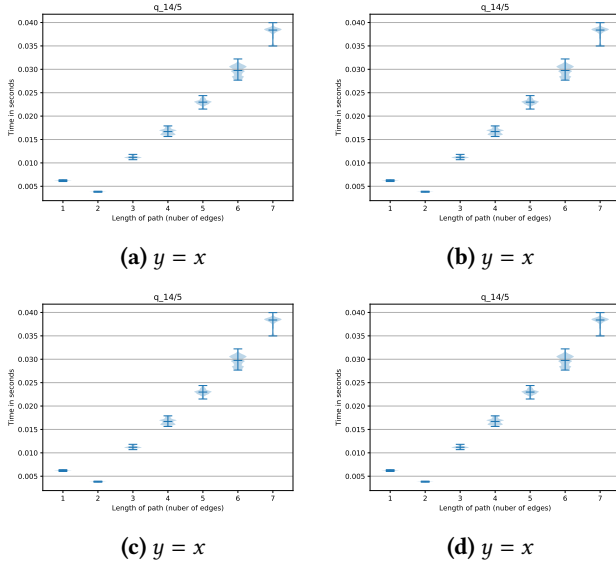 q_14/5
q_14/5
0.040
0.035
0.030
0.025
0.020
0.015
0.010
0.005
Time in seconds
1 2 3 4 5 6 7
Length of path (nuber of edges)
0.040
0.035
0.030
0.025
0.020
0.015
0.010
0.005
Time in seconds
1 2 3 4 5 6 7
Length of path (nuber of edges)
(a) y = x
(b) y = x
q_14/5
q_14/5
0.040
0.035
0.030
0.025
0.020
0.015
0.010
0.005
Time in seconds
1 2 3 4 5 6 7
Length of path (nuber of edges)
0.040
0.035
0.030
0.025
0.020
0.015
0.010
0.005
Time in seconds
1 2 3 4 5 6 7
Length of path (nuber of edges)
(c) y = x
(d) y = x